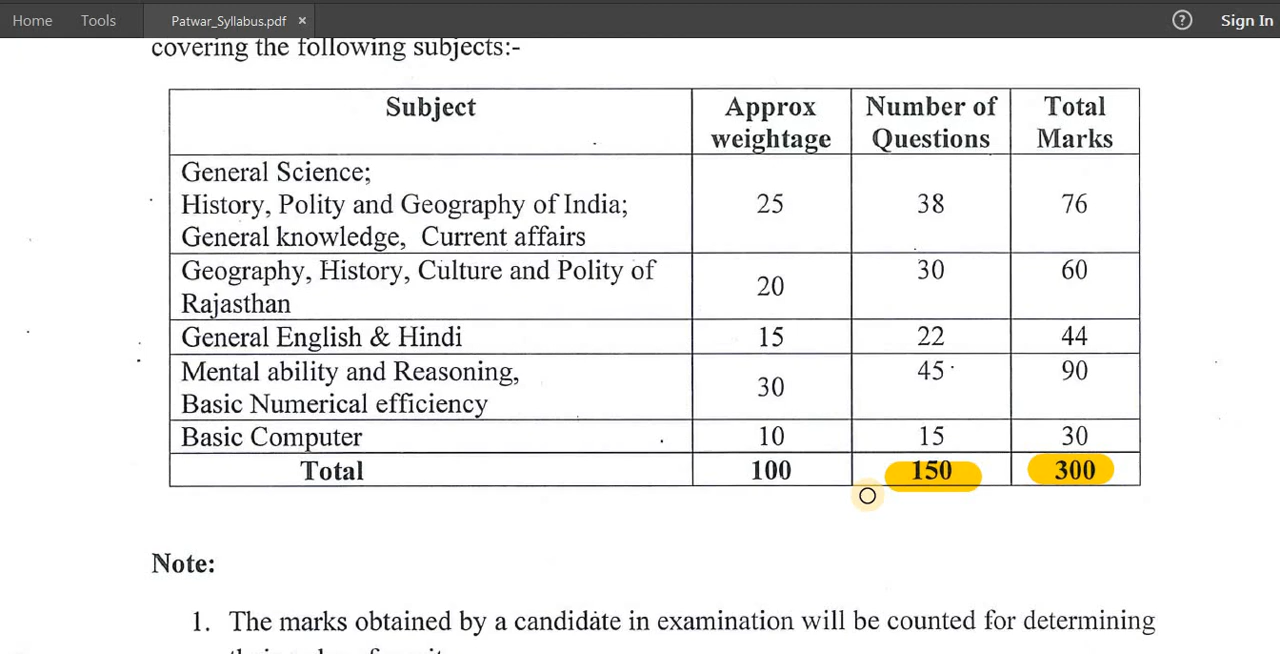 Home Tools Patwar_Syllabus.pdf × ? Sign In
covering the following subjects:-
Subject Approx weightage Number of Questions Total Marks
General Science;
History, Polity and Geography of India; 25 38 76
General knowledge, Current affairs
Geography, History, Culture and Polity of Rajasthan 20 30 60
General English & Hindi 15 22 44
Mental ability and Reasoning,
Basic Numerical efficiency 30 45 90
Basic Computer 10 15 30
Total 100 150 300
Note:
1. The marks obtained by a candidate in examination will be counted for determining